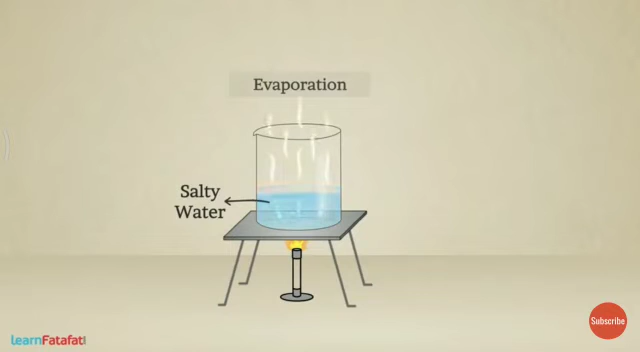 Evaporation
Salty
Water
learnFatafat
Subscribe